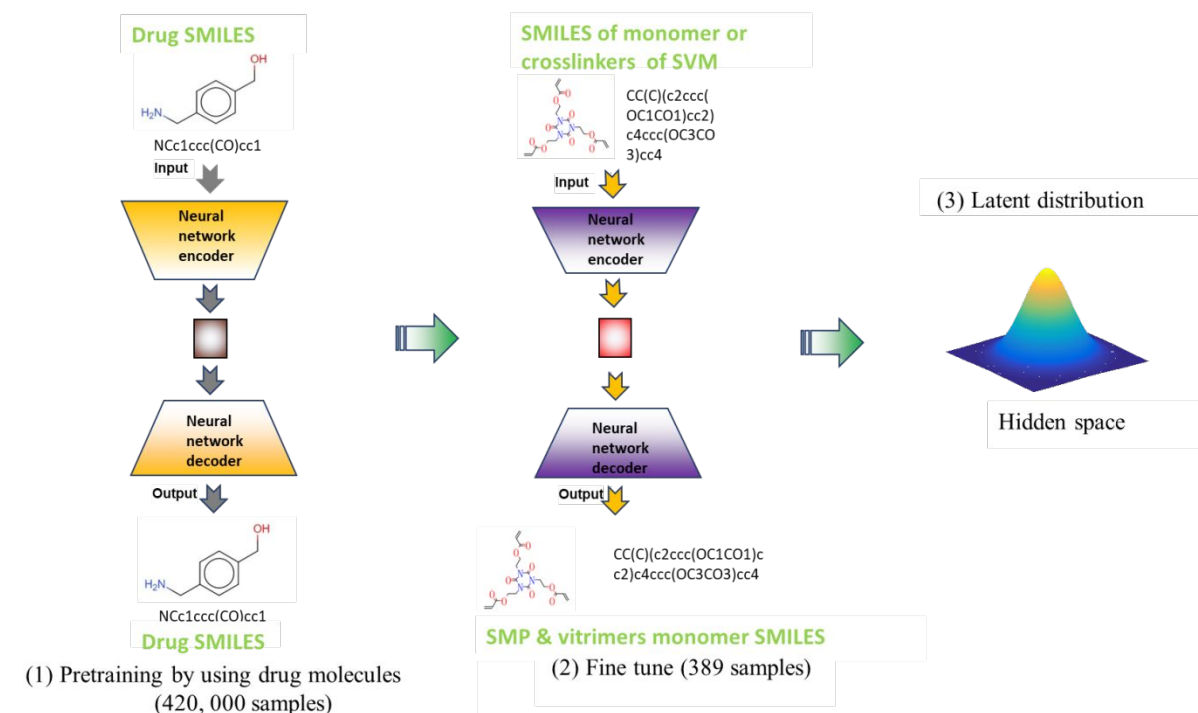 Drug SMILES
OH
H₂N
NCc1ccc(CO)cc1
Input
Neural
network
encoder
Neural
network
decoder
Output
OH
H₂N
NCc1ccc(CO)cc1
Drug SMILES
(1) Pretraining by using drug molecules
(420, 000 samples)
SMILES of monomer or
crosslinkers of SVM
CC(C)(c2ccc(
OC1CO1)cc2)
c4ccc(OC3CO
3)cc4
Input
Neural
network
encoder
Neural
network
decoder
Output
CC(C)(c2ccc(OC1CO1)c
c2)c4ccc(OC3CO3)cc4
SMP & vitrimers monomer SMILES
(2) Fine tune (389 samples)
(3) Latent distribution
Hidden space